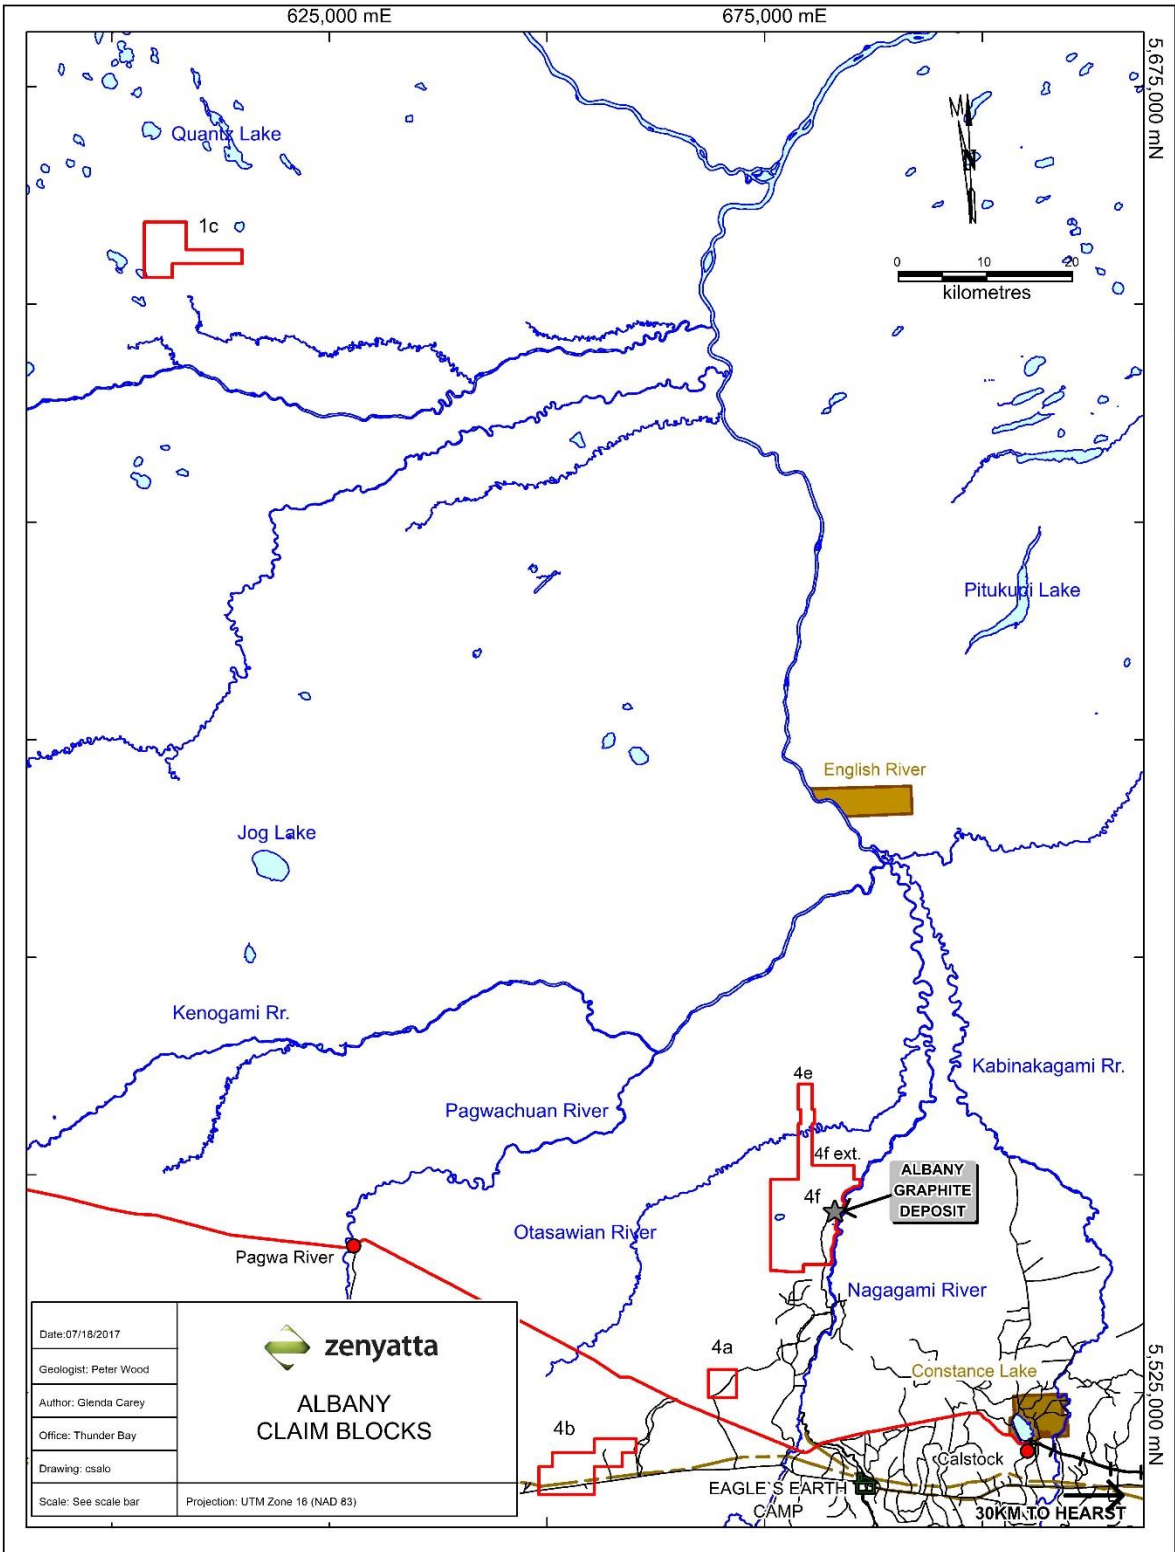 625,000 mE
675,000 mE
5,675,000 mN
Quantz Lake
1c
M
N
0
10
20
kilometres
Pitukupi Lake
English River
Jog Lake
Kenogami Rr.
Kabinakagami Rr.
4e
Pagwachuan River
4f ext.
ALBANY
GRAPHITE
DEPOSIT
4f
Otasawian River
Pagwa River
Nagagami River
4a
Constance Lake
5,525,000 mN
4b
Calstock
EAGLE'S EARTH
CAMP
30KM TO HEARST
Date:07/18/2017
Geologist: Peter Wood
Author: Glenda Carey
Office: Thunder Bay
Drawing: csalo
Scale: See scale bar
zenyatta
ALBANY
CLAIM BLOCKS
Projection: UTM Zone 16 (NAD 83)